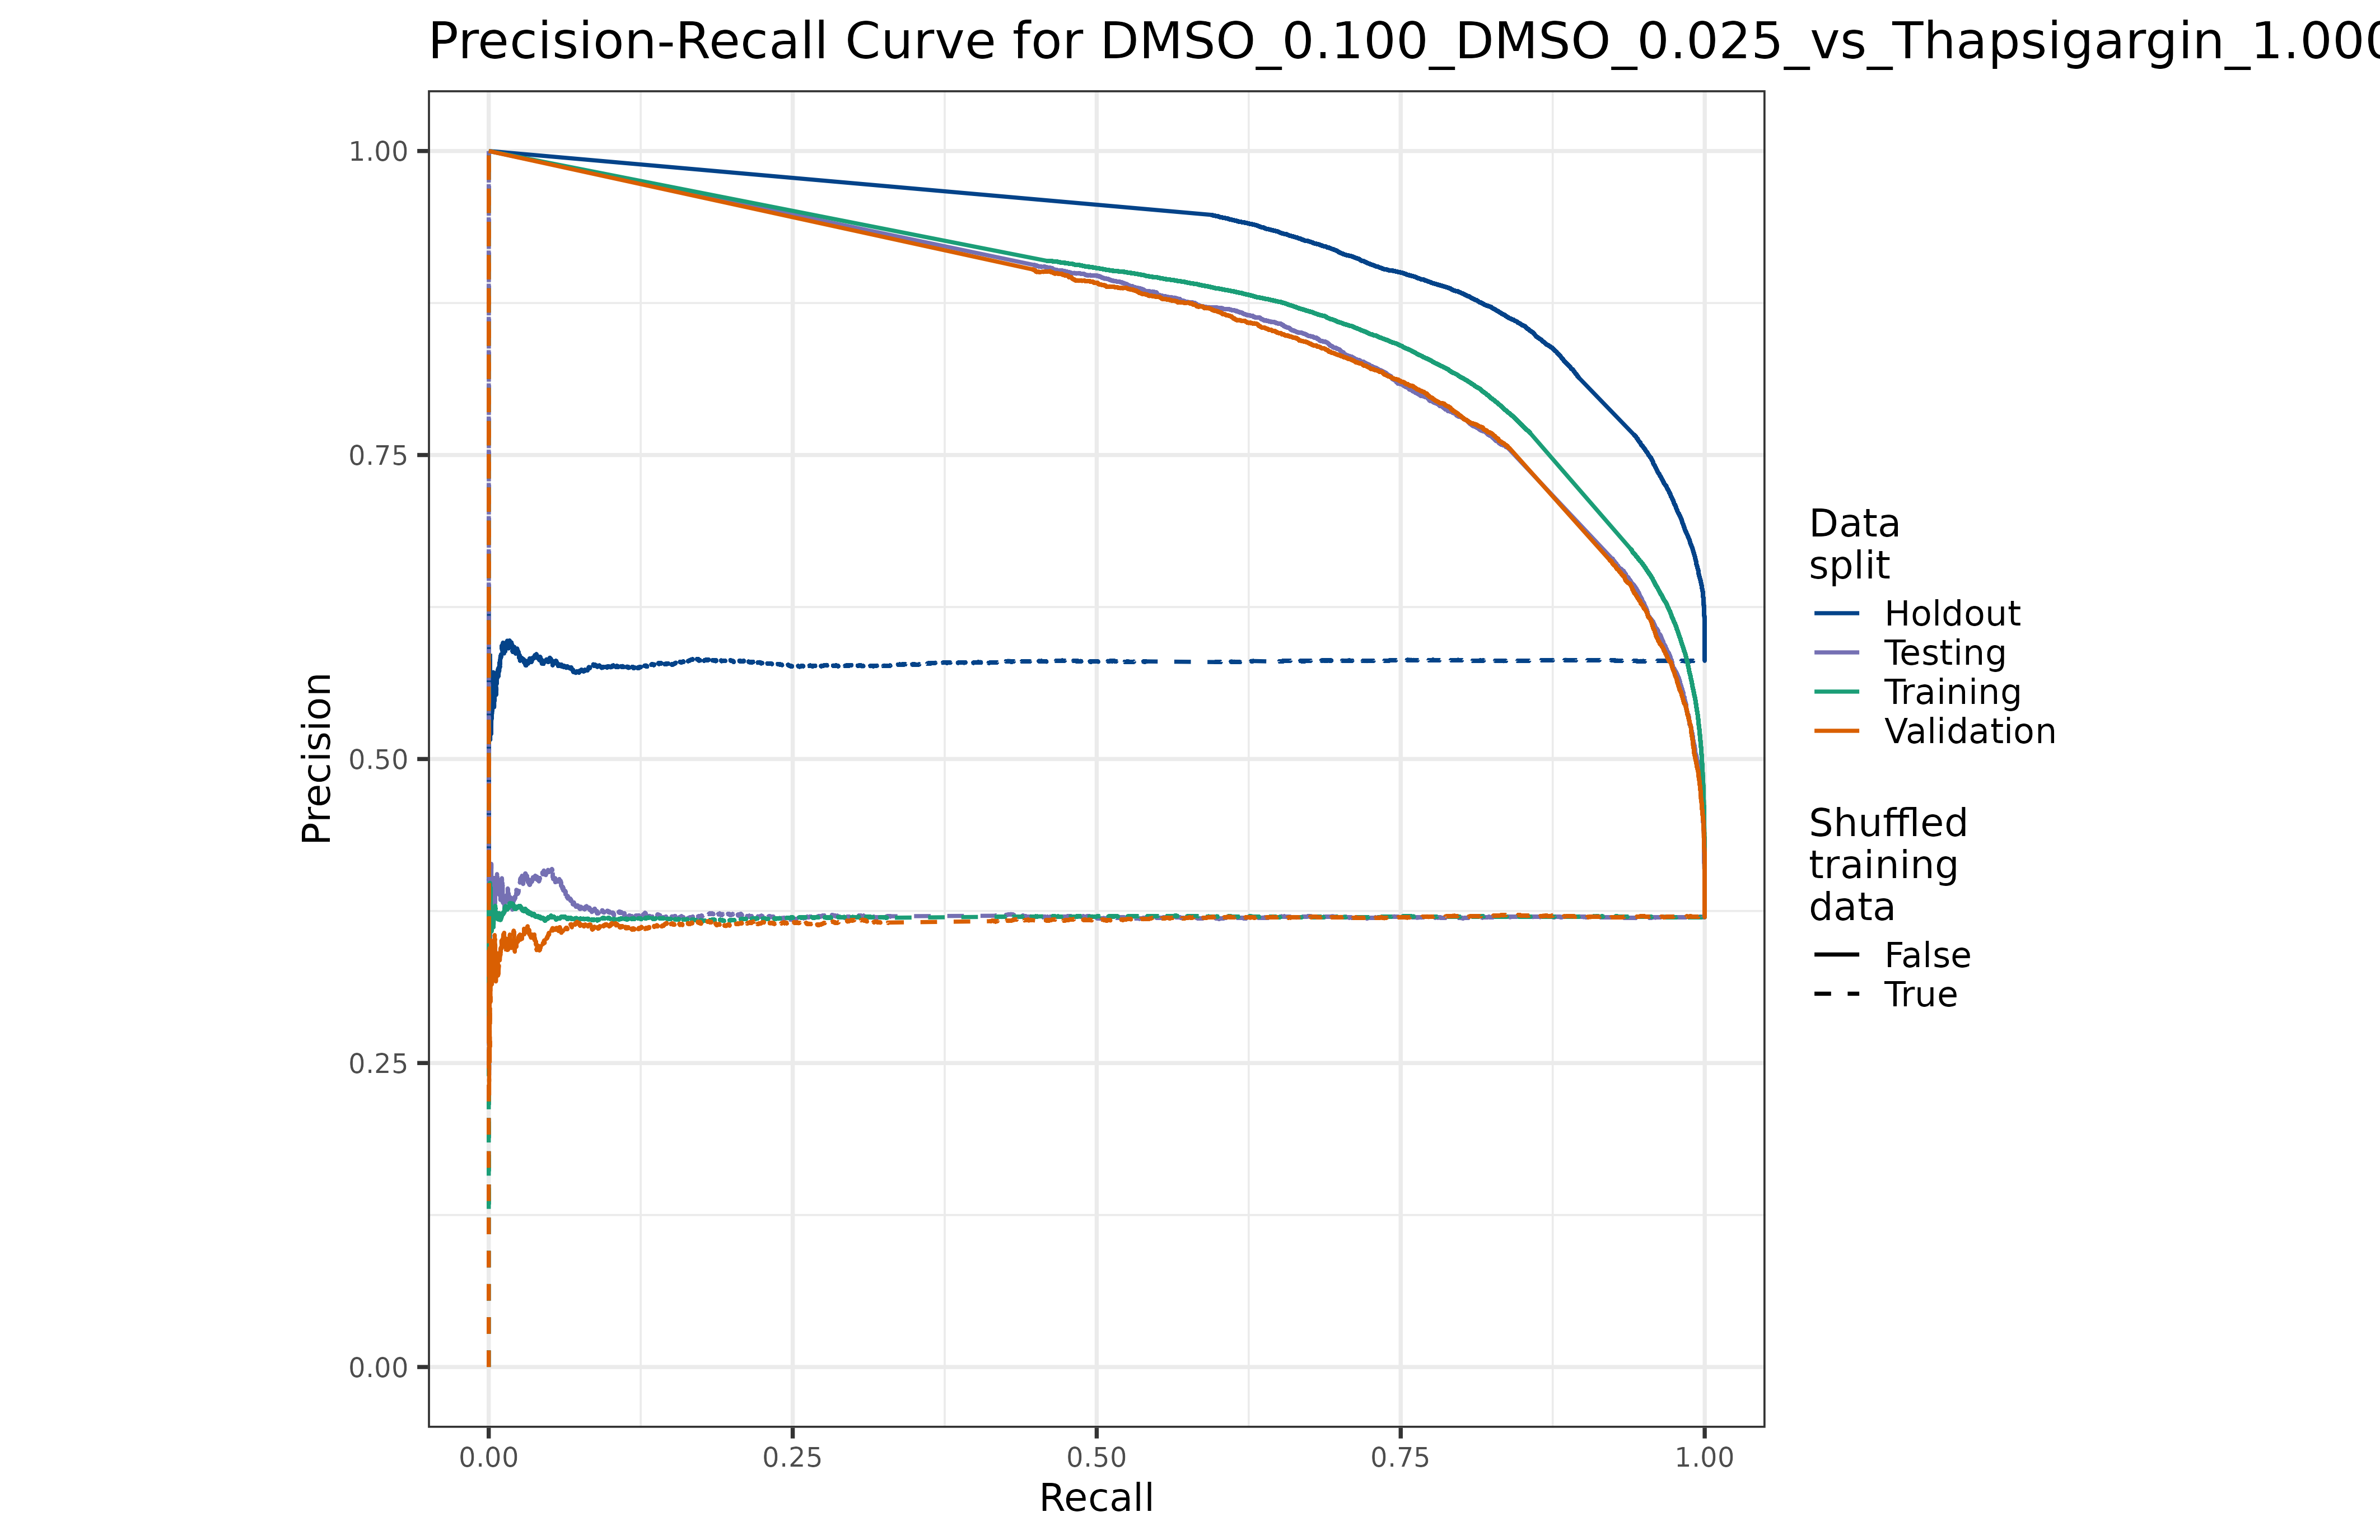 Precision-Recall Curve for DMSO_0.100_DMSO_0.025_vs_Thapsigargin_1.000
Precision
1.00
0.75
0.50
0.25
0.00
0.00 0.25 0.50 0.75 1.00
Recall
Data
split
Holdout
Testing
Training
Validation
Shuffled
training
data
False
True